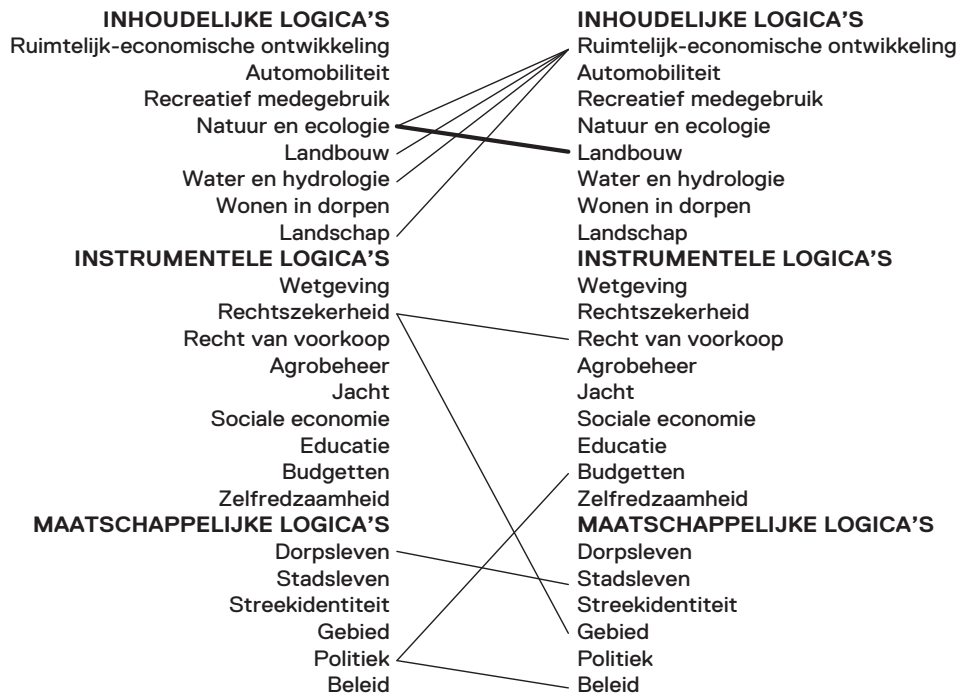 INHOUDELIJKE LOGICA'S
Ruimtelijk-economische ontwikkeling
Automobiliteit
Recreatief medegebruik
Natuur en ecologie
Landbouw
Water en hydrologie
Wonen in dorpen
Landschap
INSTRUMENTELE LOGICA'S
Wetgeving
Rechtszekerheid
Recht van voorkoop
Agrobeheer
Jacht
Sociale economie
Educatie
Budgetten
Zelfredzaamheid
MAATSCHAPPELIJKE LOGICA'S
Dorpsleven
Stadsleven
Streekidentiteit
Gebied
Politiek
Beleid
INHOUDELIJKE LOGICA'S
Ruimtelijk-economische ontwikkeling
Automobiliteit
Recreatief medegebruik
Natuur en ecologie
Landbouw
Water en hydrologie
Wonen in dorpen
Landschap
INSTRUMENTELE LOGICA'S
Wetgeving
Rechtszekerheid
Recht van voorkoop
Agrobeheer
Jacht
Sociale economie
Educatie
Budgetten
Zelfredzaamheid
MAATSCHAPPELIJKE LOGICA'S
Dorpsleven
Stadsleven
Streekidentiteit
Gebied
Politiek
Beleid